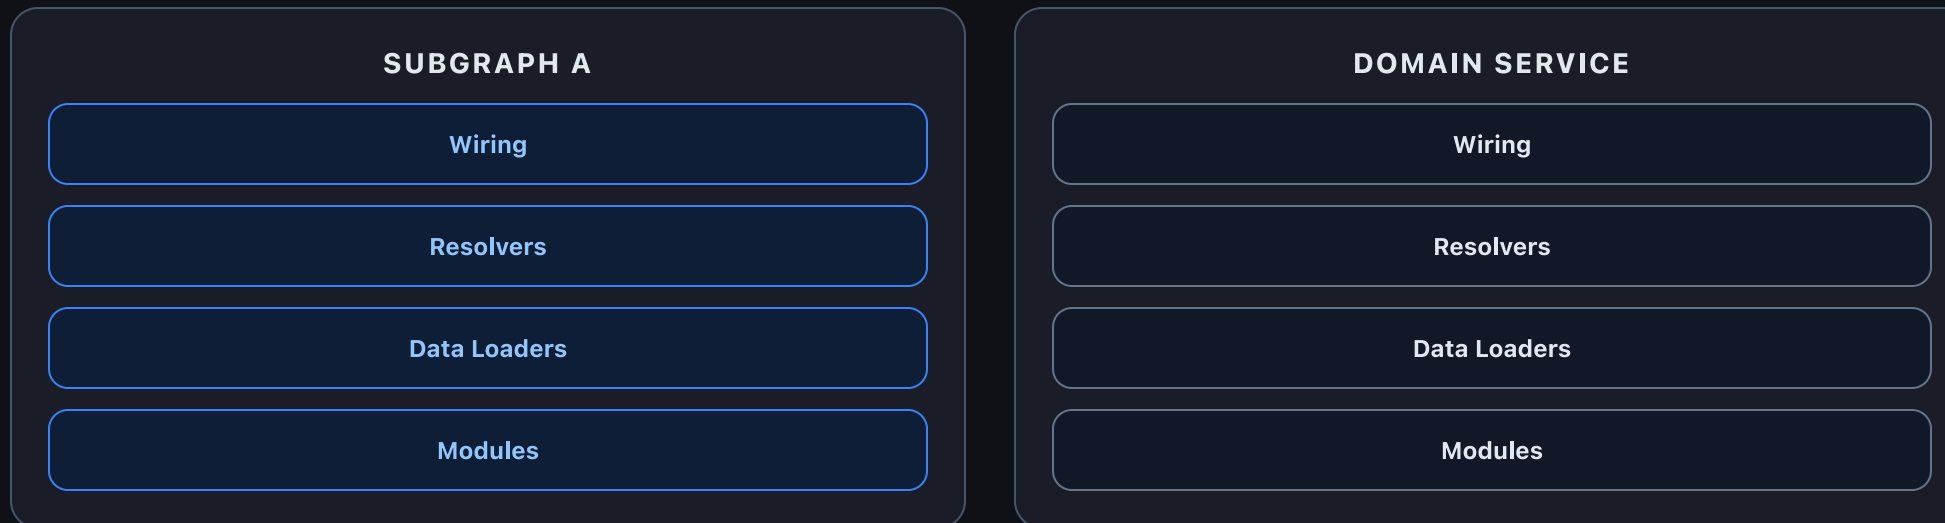 SUBGRAPH A
Wiring
Resolvers
Data Loaders
Modules
DOMAIN SERVICE
Wiring
Resolvers
Data Loaders
Modules